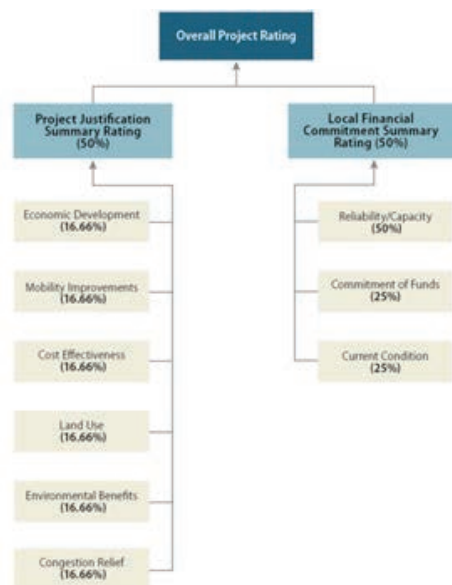 Overall Project Rating
Project Justification
Summary Rating
(50%)
Local Financial
Commitment Summary
Rating (50%)
Economic Development
(16.66%)
Mobility Improvements
(16.66%)
Cost Effectiveness
(16.66%)
Land Use
(16.66%)
Environmental Benefits
(16.66%)
Congestion Relief
(16.66%)
Reliability/Capacity
(50%)
Commitment of Funds
(25%)
Current Condition
(25%)